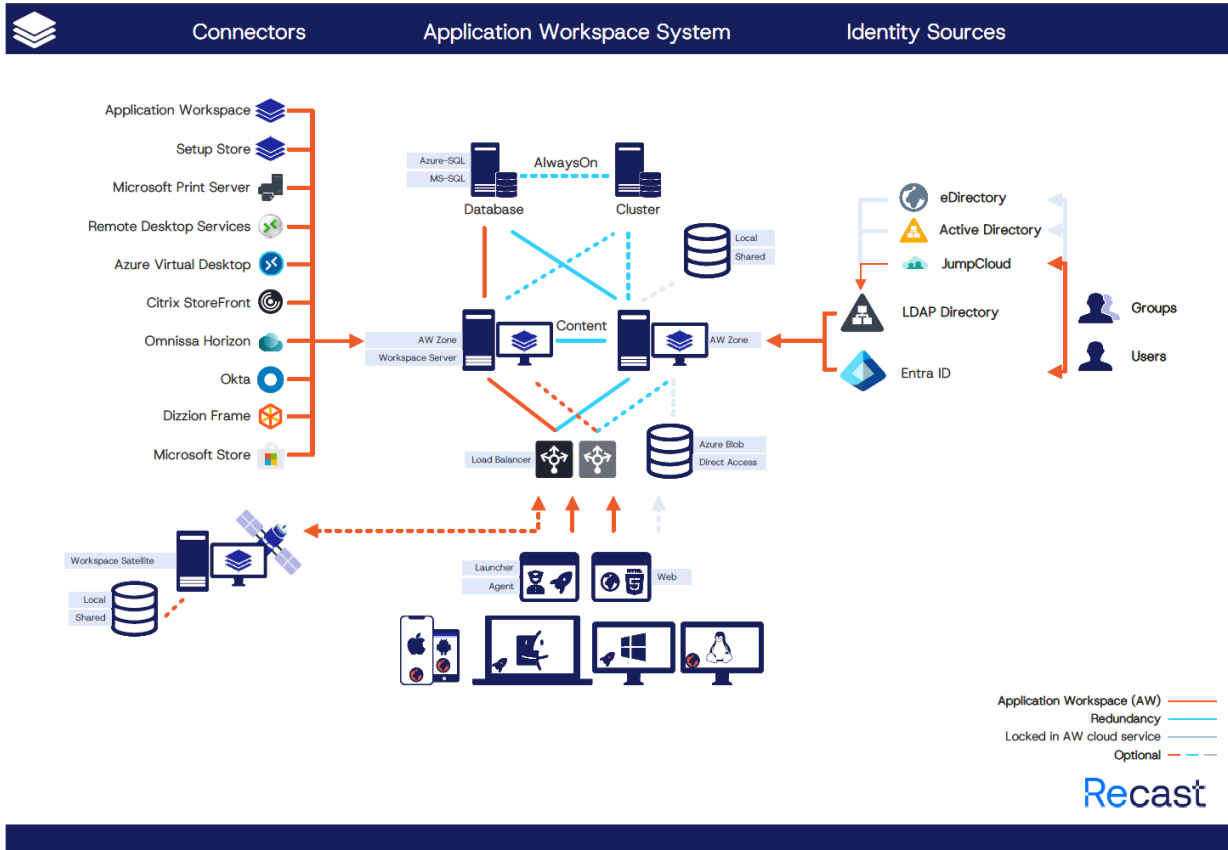 Connectors
Application Workspace System
Identity Sources
Application Workspace
Setup Store
Microsoft Print Server
Remote Desktop Services
Azure Virtual Desktop
Citrix StoreFront
Omnissa Horizon
Okta
Dizzion Frame
Microsoft Store
Azure-SQL
MS-SQL
AlwaysOn
Database
Cluster
Local
Shared
AW Zone
Workspace Server
Content
AW Zone
Load Balancer
Azure Blob
Direct Access
eDirectory
Active Directory
JumpCloud
LDAP Directory
Entra ID
Groups
Users
Workspace Satellite
Local
Shared
Launcher
Agent
Web
Application Workspace (AW)
Redundancy
Locked in AW cloud service
Optional
Recast